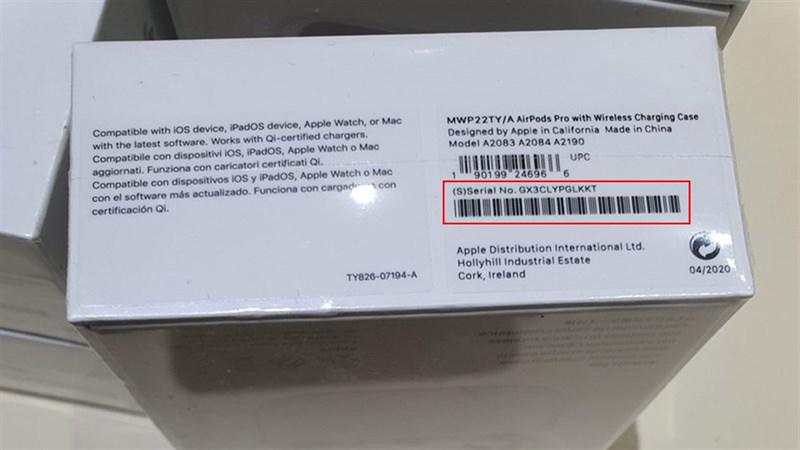 Compatible with iOS device, iPadOS device, Apple Watch, or Mac
with the latest software. Works with Qi-certified chargers.
Compatibile con dispositivi iOS, iPadOS, Apple Watch o Mac
aggiornati. Funziona con caricatori certificati Qi.
Compatible con dispositivos iOS y iPadOS, Apple Watch o Mac
con el software más actualizado. Funciona con cargadores con
certificación Qi.
TY826-07194-A
MWP22TY/A AirPods Pro with Wireless Charging Case
Designed by Apple in California Made in China
Model A2083 A2084 A2190
UPC
1 90199 24696 6
(S)Serial No. GX3CLYPGLKKT
Apple Distribution International Ltd.
Hollyhill Industrial Estate
Cork, Ireland
04/2020